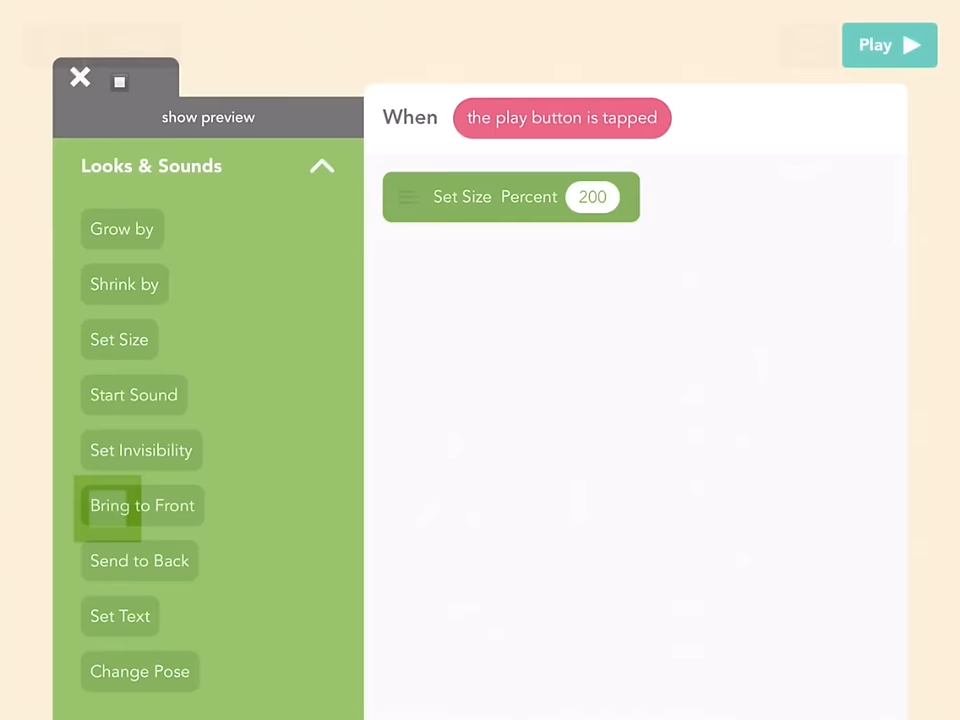 Play
show preview
When the play button is tapped
Looks & Sounds
Set Size Percent 200
Grow by
Shrink by
Set Size
Start Sound
Set Invisibility
Bring to Front
Send to Back
Set Text
Change Pose